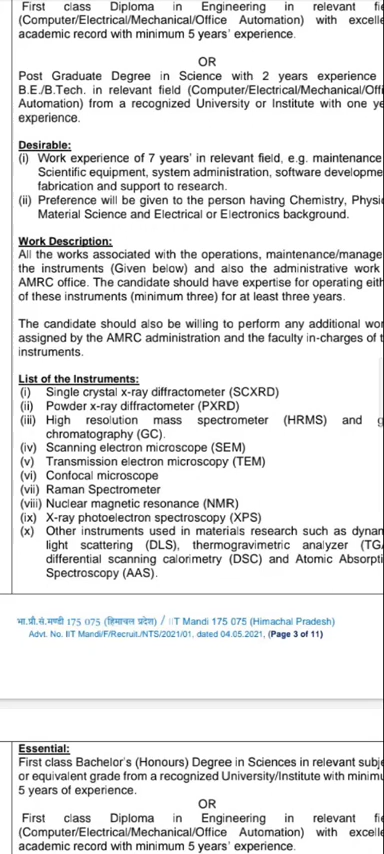 First class Diploma in Engineering in relevant
(Computer/Electrical/Mechanical/Office Automation) with
academic record with minimum 5 years' experience.
OR
Post Graduate Degree in Science with 2 years experience
B.E./B.Tech. in relevant field (Computer/Electrical/Mechanical/
Automation) from a recognized University or Institute with one
experience.
Desirable:
(i) Work experience of 7 years' in relevant field, e.g. maintenance
Scientific equipment, system administration, software
fabrication and support to research.
(ii) Preference will be given to the person having Chemistry,
Material Science and Electrical or Electronics background.
Work Description:
All the works associated with the operations, maintenance/
the instruments (Given below) and also the administrative work
AMRC office. The candidate should have expertise for operating
of these instruments (minimum three) for at least three years.
The candidate should also be willing to perform any additional
assigned by the AMRC administration and the faculty in-charges of
instruments.
List of the Instruments:
(i) Single crystal x-ray diffractometer (SCXRD)
(ii) Powder x-ray diffractometer (PXRD)
(iii) High resolution mass spectrometer (HRMS) and
chromatography (GC).
(iv) Scanning electron microscope (SEM)
(v) Transmission electron microscopy (TEM)
(vi) Confocal microscope
(vii) Raman Spectrometer
(viii) Nuclear magnetic resonance (NMR)
(ix) X-ray photoelectron spectroscopy (XPS)
(x) Other instruments used in materials research such as
light scattering (DLS), thermogravimetric analyzer
differential scanning calorimetry (DSC) and Atomic
Spectroscopy (AAS).
भा.प्रौ.सं.मण्डी 175 075 (हिमाचल प्रदेश) / IIT Mandi 175 075 (Himachal Pradesh)
Advt. No. IIT Mandi/F/Recruit./NTS/2021/01, dated 04.05.2021, (Page 3 of 11)
Essential:
First class Bachelor's (Honours) Degree in Sciences in relevant
or equivalent grade from a recognized University/Institute with
5 years of experience.
OR
First class Diploma in Engineering in relevant
(Computer/Electrical/Mechanical/Office Automation) with
academic record with minimum 5 years' experience.